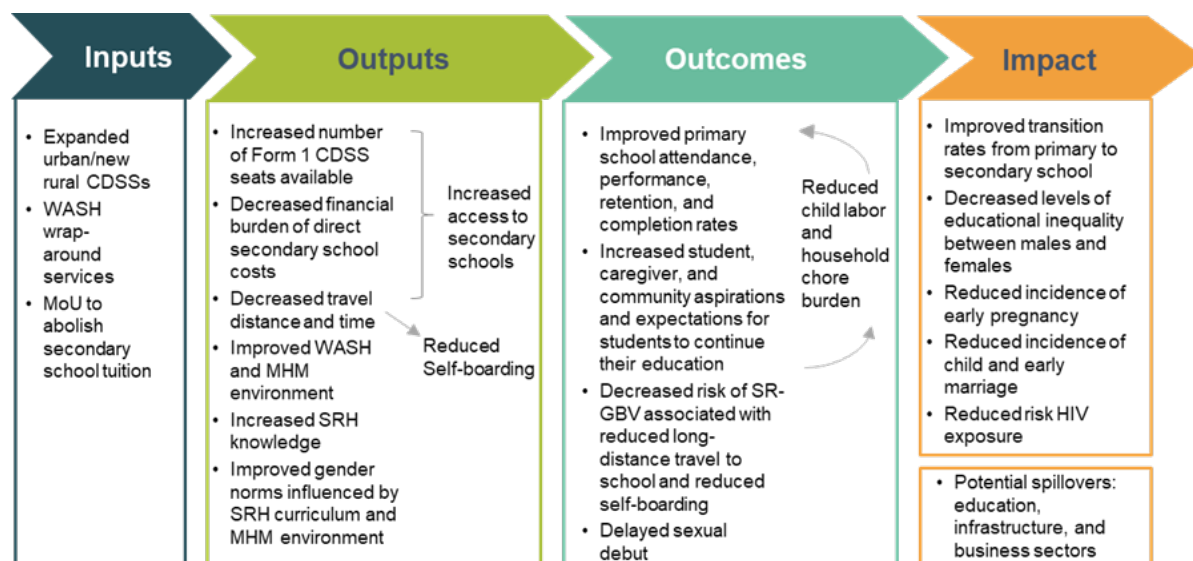 Inputs
Outputs
Outcomes
Impact
• Expanded
urban/new
rural CDSSs
• WASH
wrap-
around
services
• MoU to
abolish
secondary
school tuition
• Increased number
of Form 1 CDSS
seats available
• Decreased financial
burden of direct
secondary school
costs
• Decreased travel
distance and time
• Improved WASH
and MHM
environment
• Increased SRH
knowledge
• Improved gender
norms influenced by
SRH curriculum and
MHM environment
Increased
access to
secondary
schools
Reduced
Self-boarding
• Improved primary
school attendance,
performance,
retention, and
completion rates
• Increased student,
caregiver, and
community aspirations
and expectations for
students to continue
their education
• Decreased risk of SR-
GBV associated with
reduced long-
distance travel to
school and reduced
self-boarding
• Delayed sexual
debut
Reduced
child labor
and
household
chore
burden
• Improved transition
rates from primary to
secondary school
• Decreased levels of
educational inequality
between males and
females
• Reduced incidence of
early pregnancy
• Reduced incidence of
child and early
marriage
• Reduced risk HIV
exposure
• Potential spillovers:
education,
infrastructure, and
business sectors